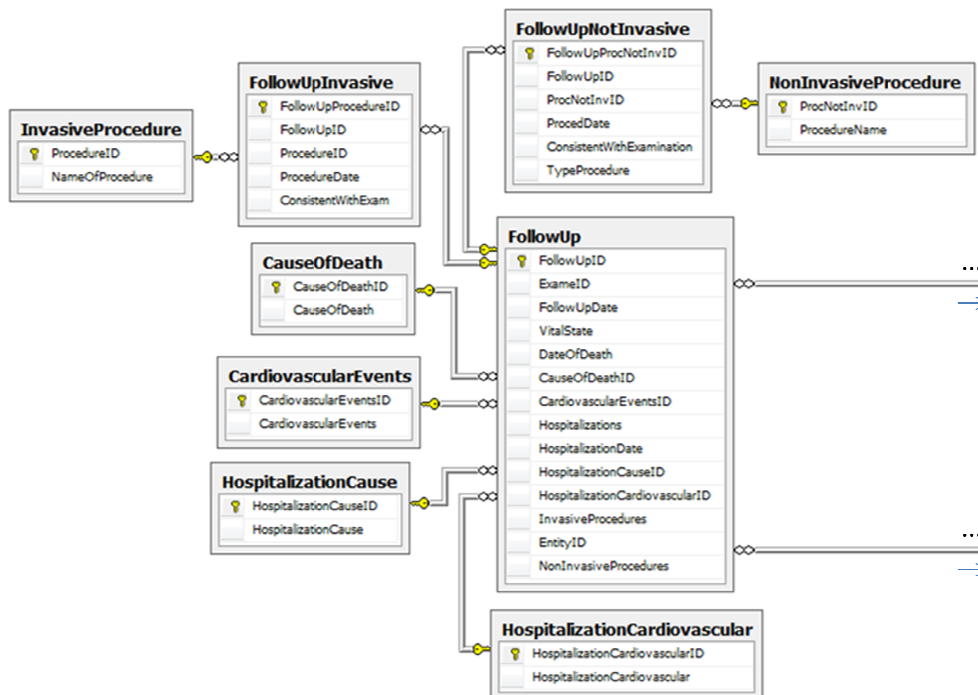 FollowUpNotInvasive
FollowUpProcNotInvID
FollowUpID
ProcNotInvID
ProcedDate
ConsistentWithExamination
TypeProcedure
NonInvasiveProcedure
ProcNotInvID
ProcedureName
FollowUpInvasive
FollowUpProcedureID
FollowUpID
ProcedureID
ProcedureDate
ConsistentWithExam
InvasiveProcedure
ProcedureID
NameOfProcedure
FollowUp
FollowUpID
ExameID
FollowUpDate
VitalState
DateOfDeath
CauseOfDeathID
CardiovascularEventsID
Hospitalizations
HospitalizationDate
HospitalizationCauseID
HospitalizationCardiovascularID
InvasiveProcedures
EntityID
NonInvasiveProcedures
...
...
CauseOfDeath
CauseOfDeathID
CauseOfDeath
CardiovascularEvents
CardiovascularEventsID
CardiovascularEvents
HospitalizationCause
HospitalizationCauseID
HospitalizationCause
HospitalizationCardiovascular
HospitalizationCardiovascularID
HospitalizationCardiovascular